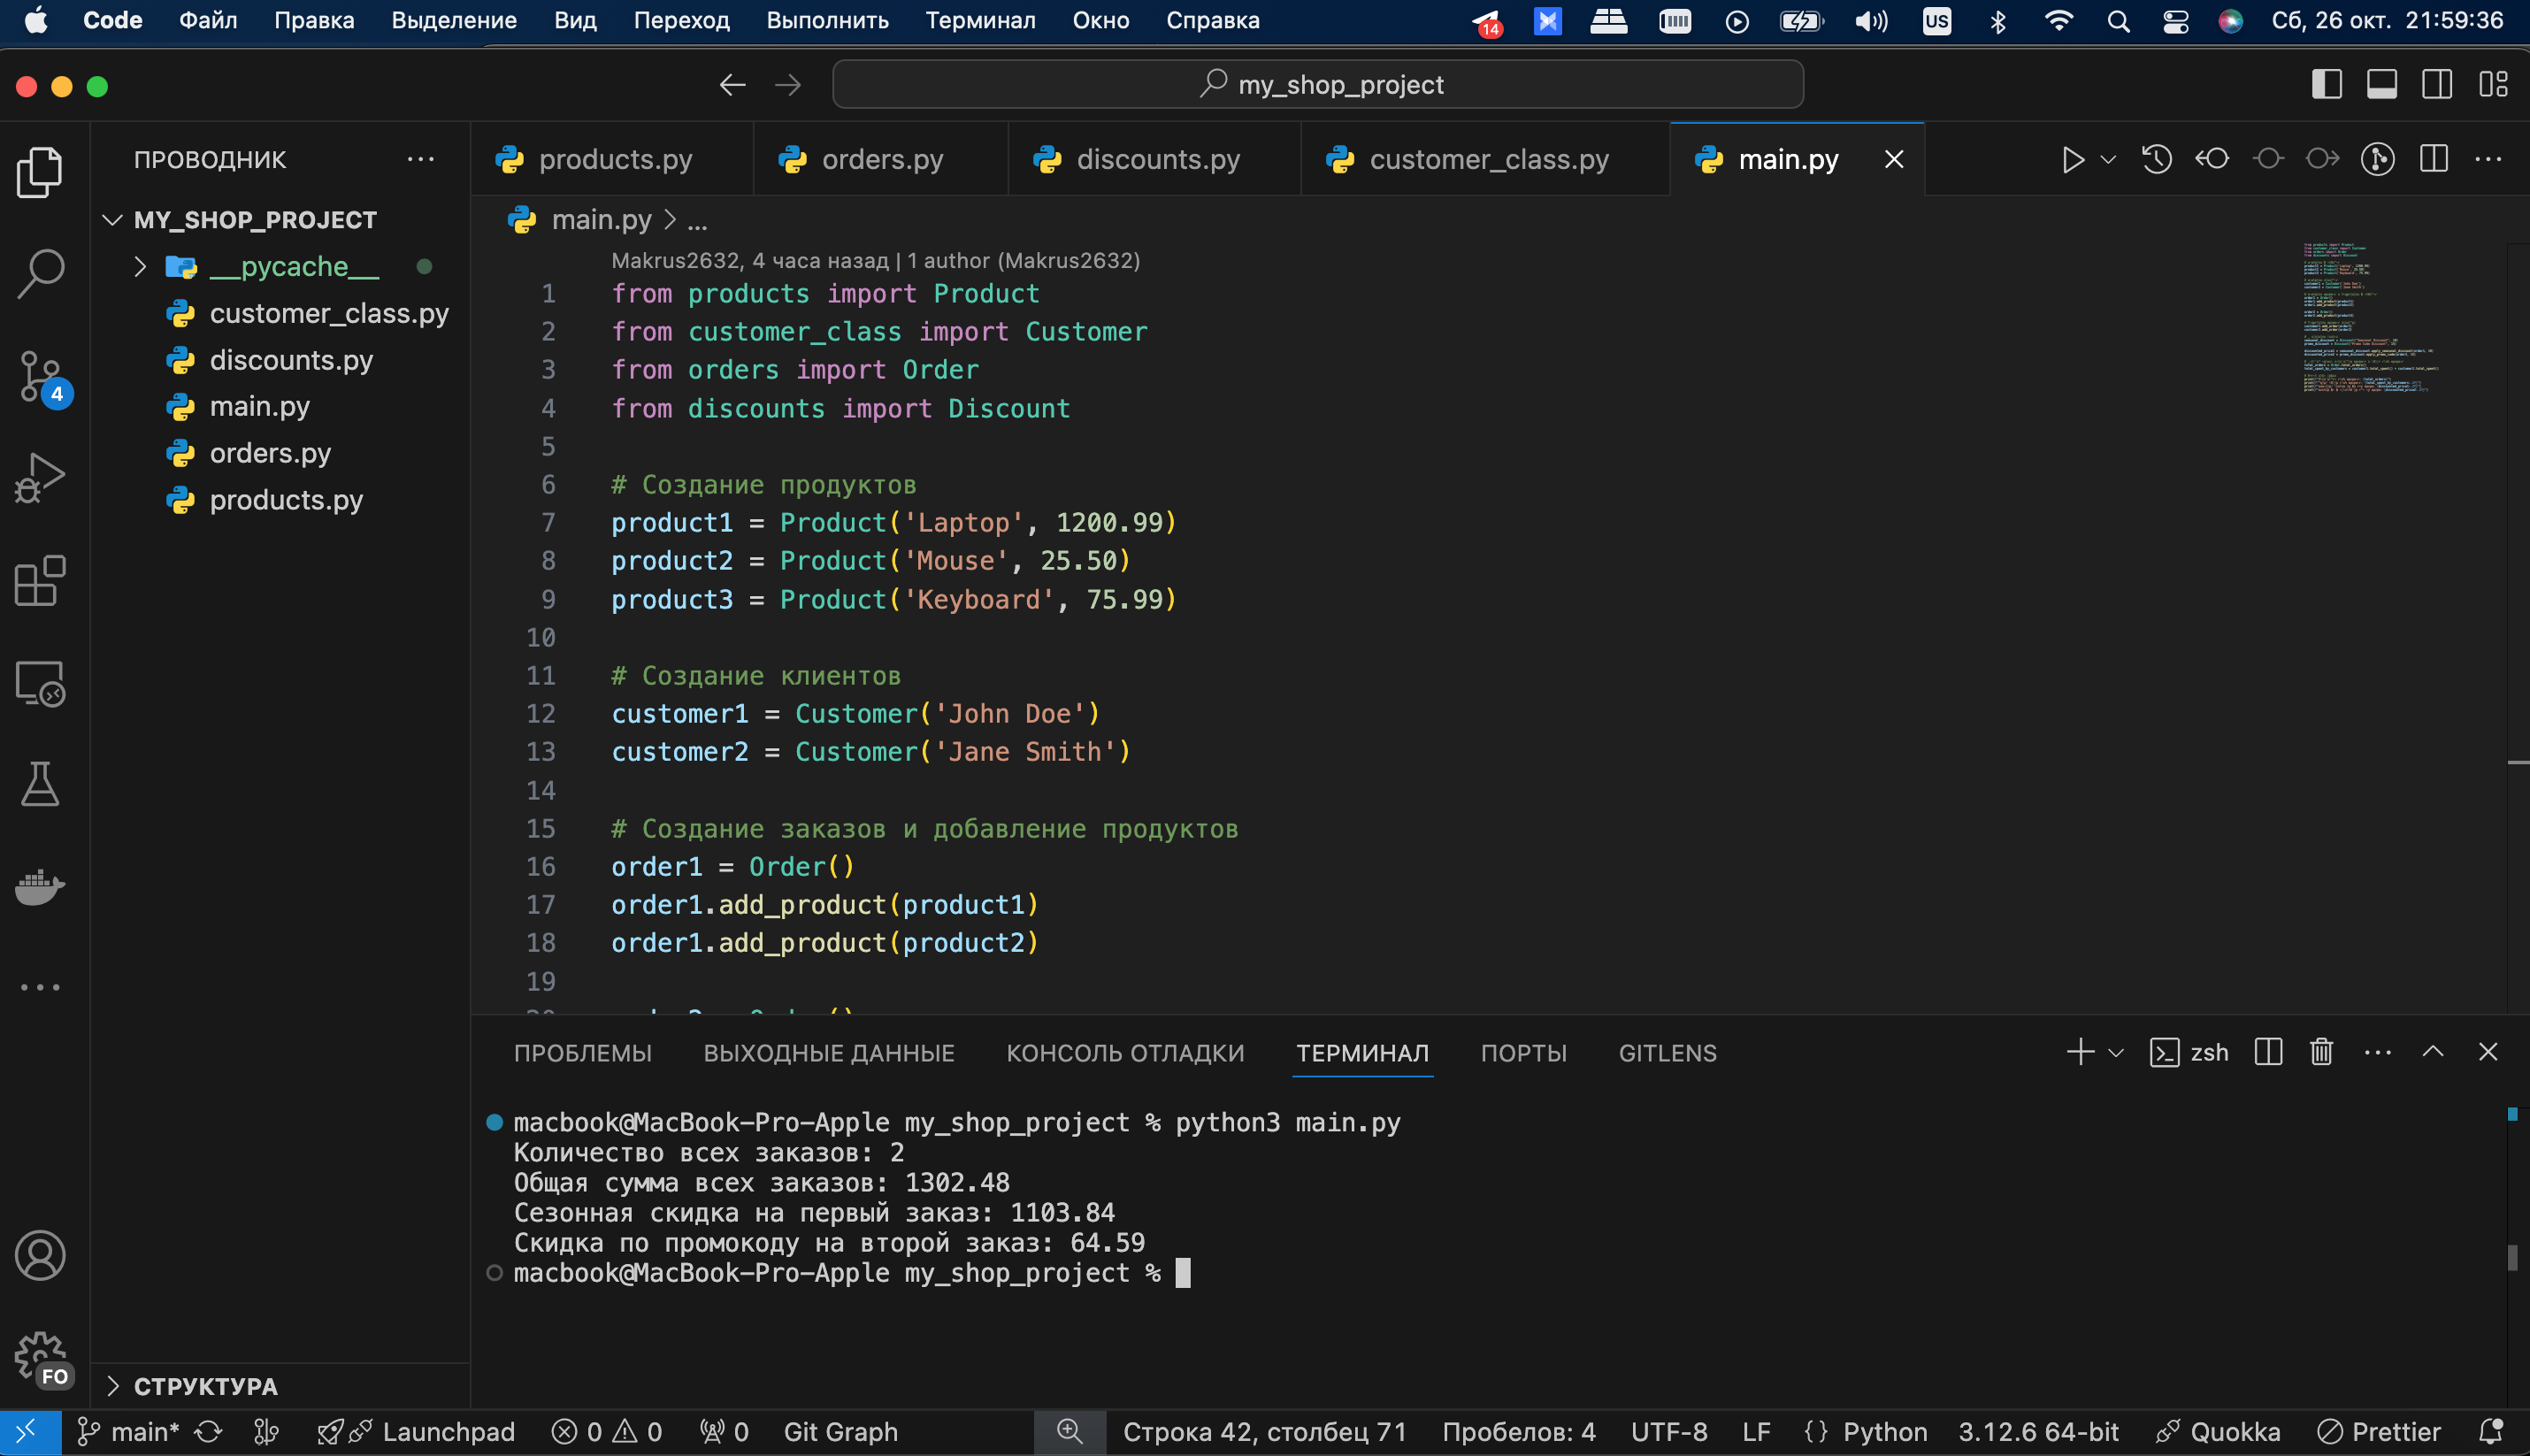 Code Файл Правка Выделение Вид Переход Выполнить Терминал Окно Справка 14 US Сб, 26 окт. 21:59:36
my_shop_project
ПРОВОДНИК
products.py orders.py discounts.py customer_class.py main.py
MY_SHOP_PROJECT
__pycache__
customer_class.py
discounts.py
main.py
orders.py
products.py
4
FO
СТРУКТУРА
main.py > ...
Makrus2632, 4 часа назад | 1 author (Makrus2632)
1 from products import Product
2 from customer_class import Customer
3 from orders import Order
4 from discounts import Discount
5
6 # Создание продуктов
7 product1 = Product('Laptop', 1200.99)
8 product2 = Product('Mouse', 25.50)
9 product3 = Product('Keyboard', 75.99)
10
11 # Создание клиентов
12 customer1 = Customer('John Doe')
13 customer2 = Customer('Jane Smith')
14
15 # Создание заказов и добавление продуктов
16 order1 = Order()
17 order1.add_product(product1)
18 order1.add_product(product2)
19
ПРОБЛЕМЫ ВЫХОДНЫЕ ДАННЫЕ КОНСОЛЬ ОТЛАДКИ ТЕРМИНАЛ ПОРТЫ GITLENS zsh
macbook@MacBook-Pro-Apple my_shop_project % python3 main.py
Количество всех заказов: 2
Общая сумма всех заказов: 1302.48
Сезонная скидка на первый заказ: 1103.84
Скидка по промокоду на второй заказ: 64.59
macbook@MacBook-Pro-Apple my_shop_project %
main* Launchpad 0 0 0 Git Graph Строка 42, столбец 71 Пробелов: 4 UTF-8 LF {} Python 3.12.6 64-bit Quokka Prettier